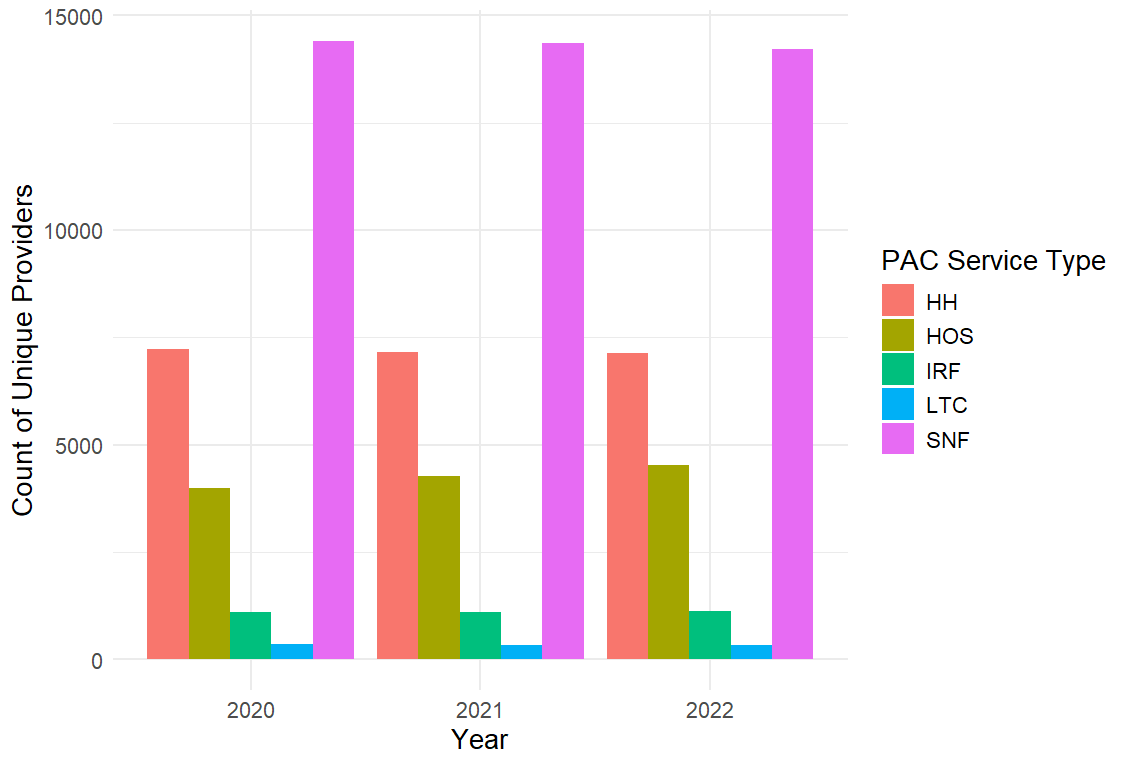 15000
10000
5000
0
Count of Unique Providers
2020 2021 2022
Year
PAC Service Type
HH
HOS
IRF
LTC
SNF